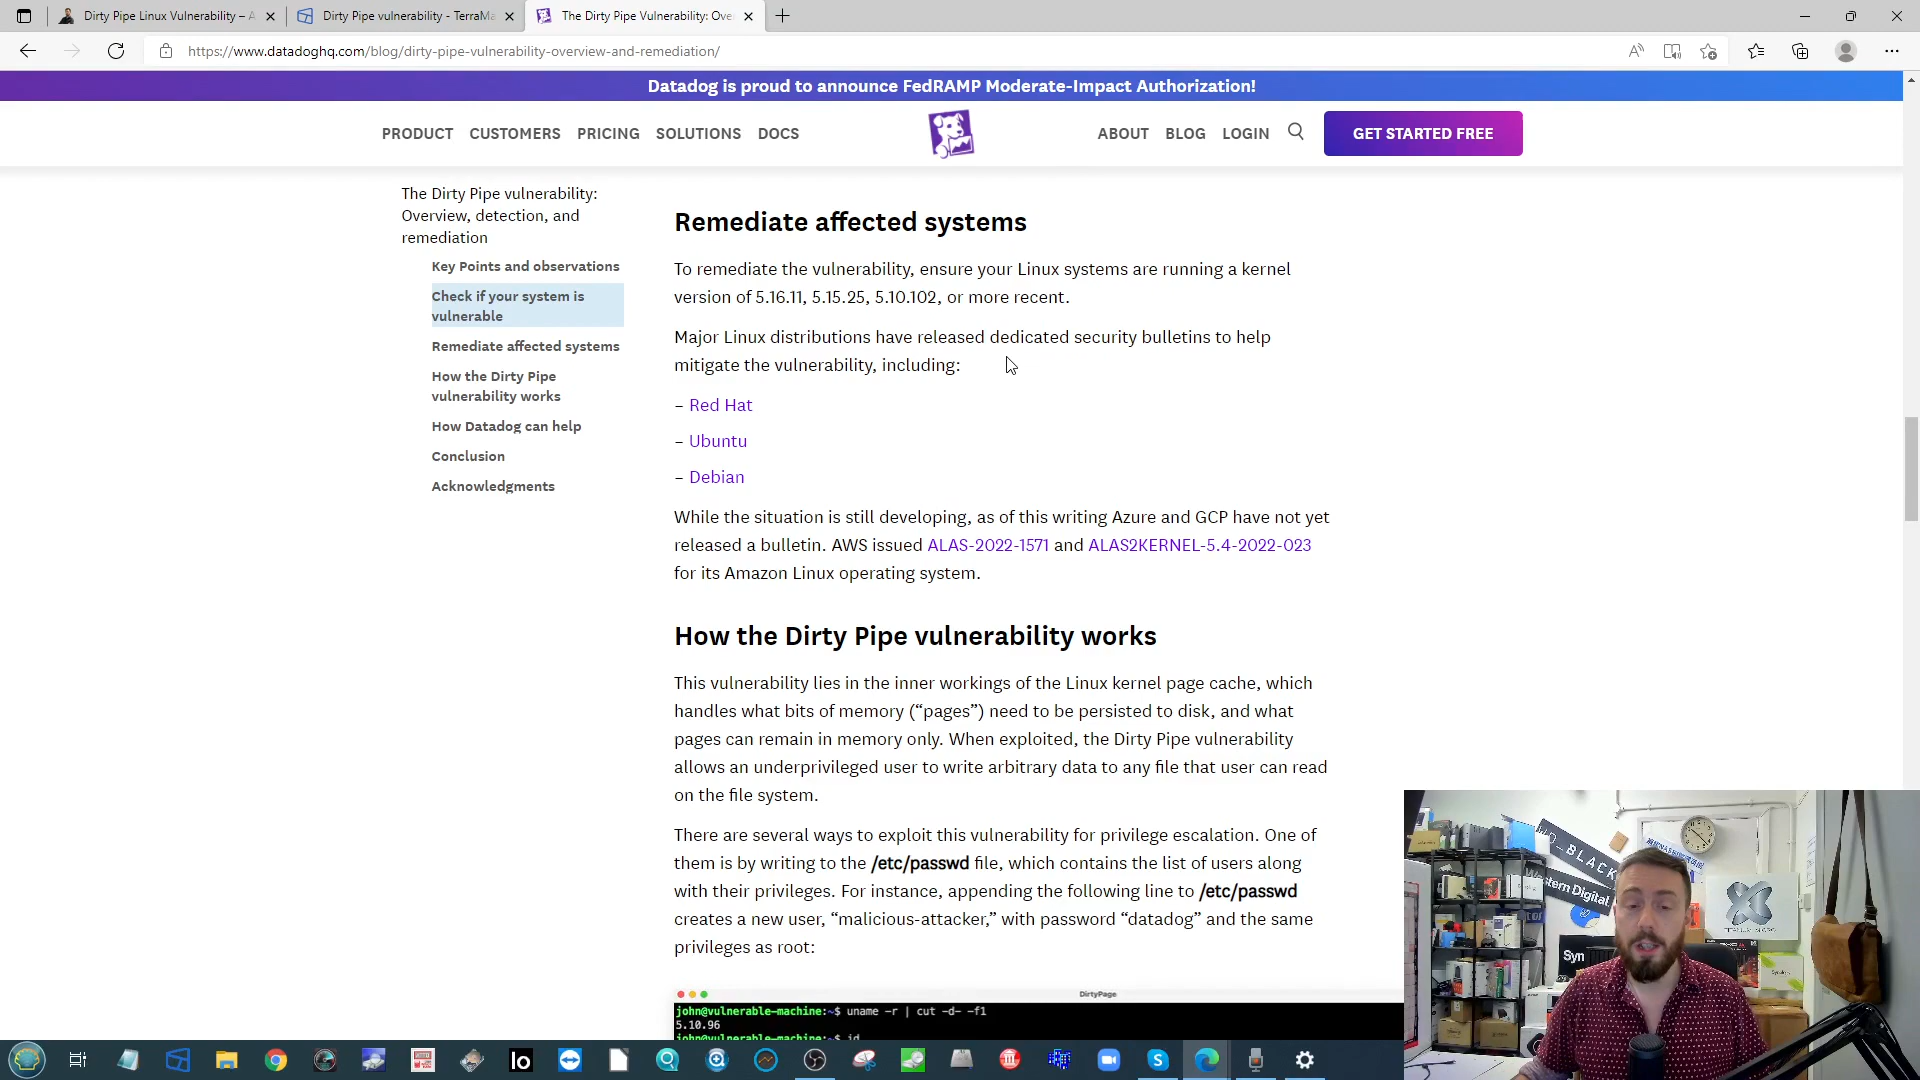 Dirty Pipe Linux Vulnerability –
Dirty Pipe vulnerability - TerraMa
The Dirty Pipe Vulnerability: Ove
https://www.datadoghq.com/blog/dirty-pipe-vulnerability-overview-and-remediation/
Datadog is proud to announce FedRAMP Moderate-Impact Authorization!
PRODUCT CUSTOMERS PRICING SOLUTIONS DOCS ABOUT BLOG LOGIN GET STARTED FREE
The Dirty Pipe vulnerability:
Overview, detection, and
remediation
Key Points and observations
Check if your system is
vulnerable
Remediate affected systems
How the Dirty Pipe
vulnerability works
How Datadog can help
Conclusion
Acknowledgments
Remediate affected systems
To remediate the vulnerability, ensure your Linux systems are running a kernel
version of 5.16.11, 5.15.25, 5.10.102, or more recent.
Major Linux distributions have released dedicated security bulletins to help
mitigate the vulnerability, including:
– Red Hat
– Ubuntu
– Debian
While the situation is still developing, as of this writing Azure and GCP have not yet
released a bulletin. AWS issued ALAS-2022-1571 and ALAS2KERNEL-5.4-2022-023
for its Amazon Linux operating system.
How the Dirty Pipe vulnerability works
This vulnerability lies in the inner workings of the Linux kernel page cache, which
handles what bits of memory (“pages”) need to be persisted to disk, and what
pages can remain in memory only. When exploited, the Dirty Pipe vulnerability
allows an underprivileged user to write arbitrary data to any file that user can read
on the file system.
There are several ways to exploit this vulnerability for privilege escalation. One of
them is by writing to the /etc/passwd file, which contains the list of users along
with their privileges. For instance, appending the following line to /etc/passwd
creates a new user, “malicious-attacker,” with password “datadog” and the same
privileges as root:
DirtyPage
john@vulnerable-machine:~$ uname -r | cut -d- -f1
5.10.96
john@vulnerable-machine:~$ id
WD_BLACK
Western Digital
Syn